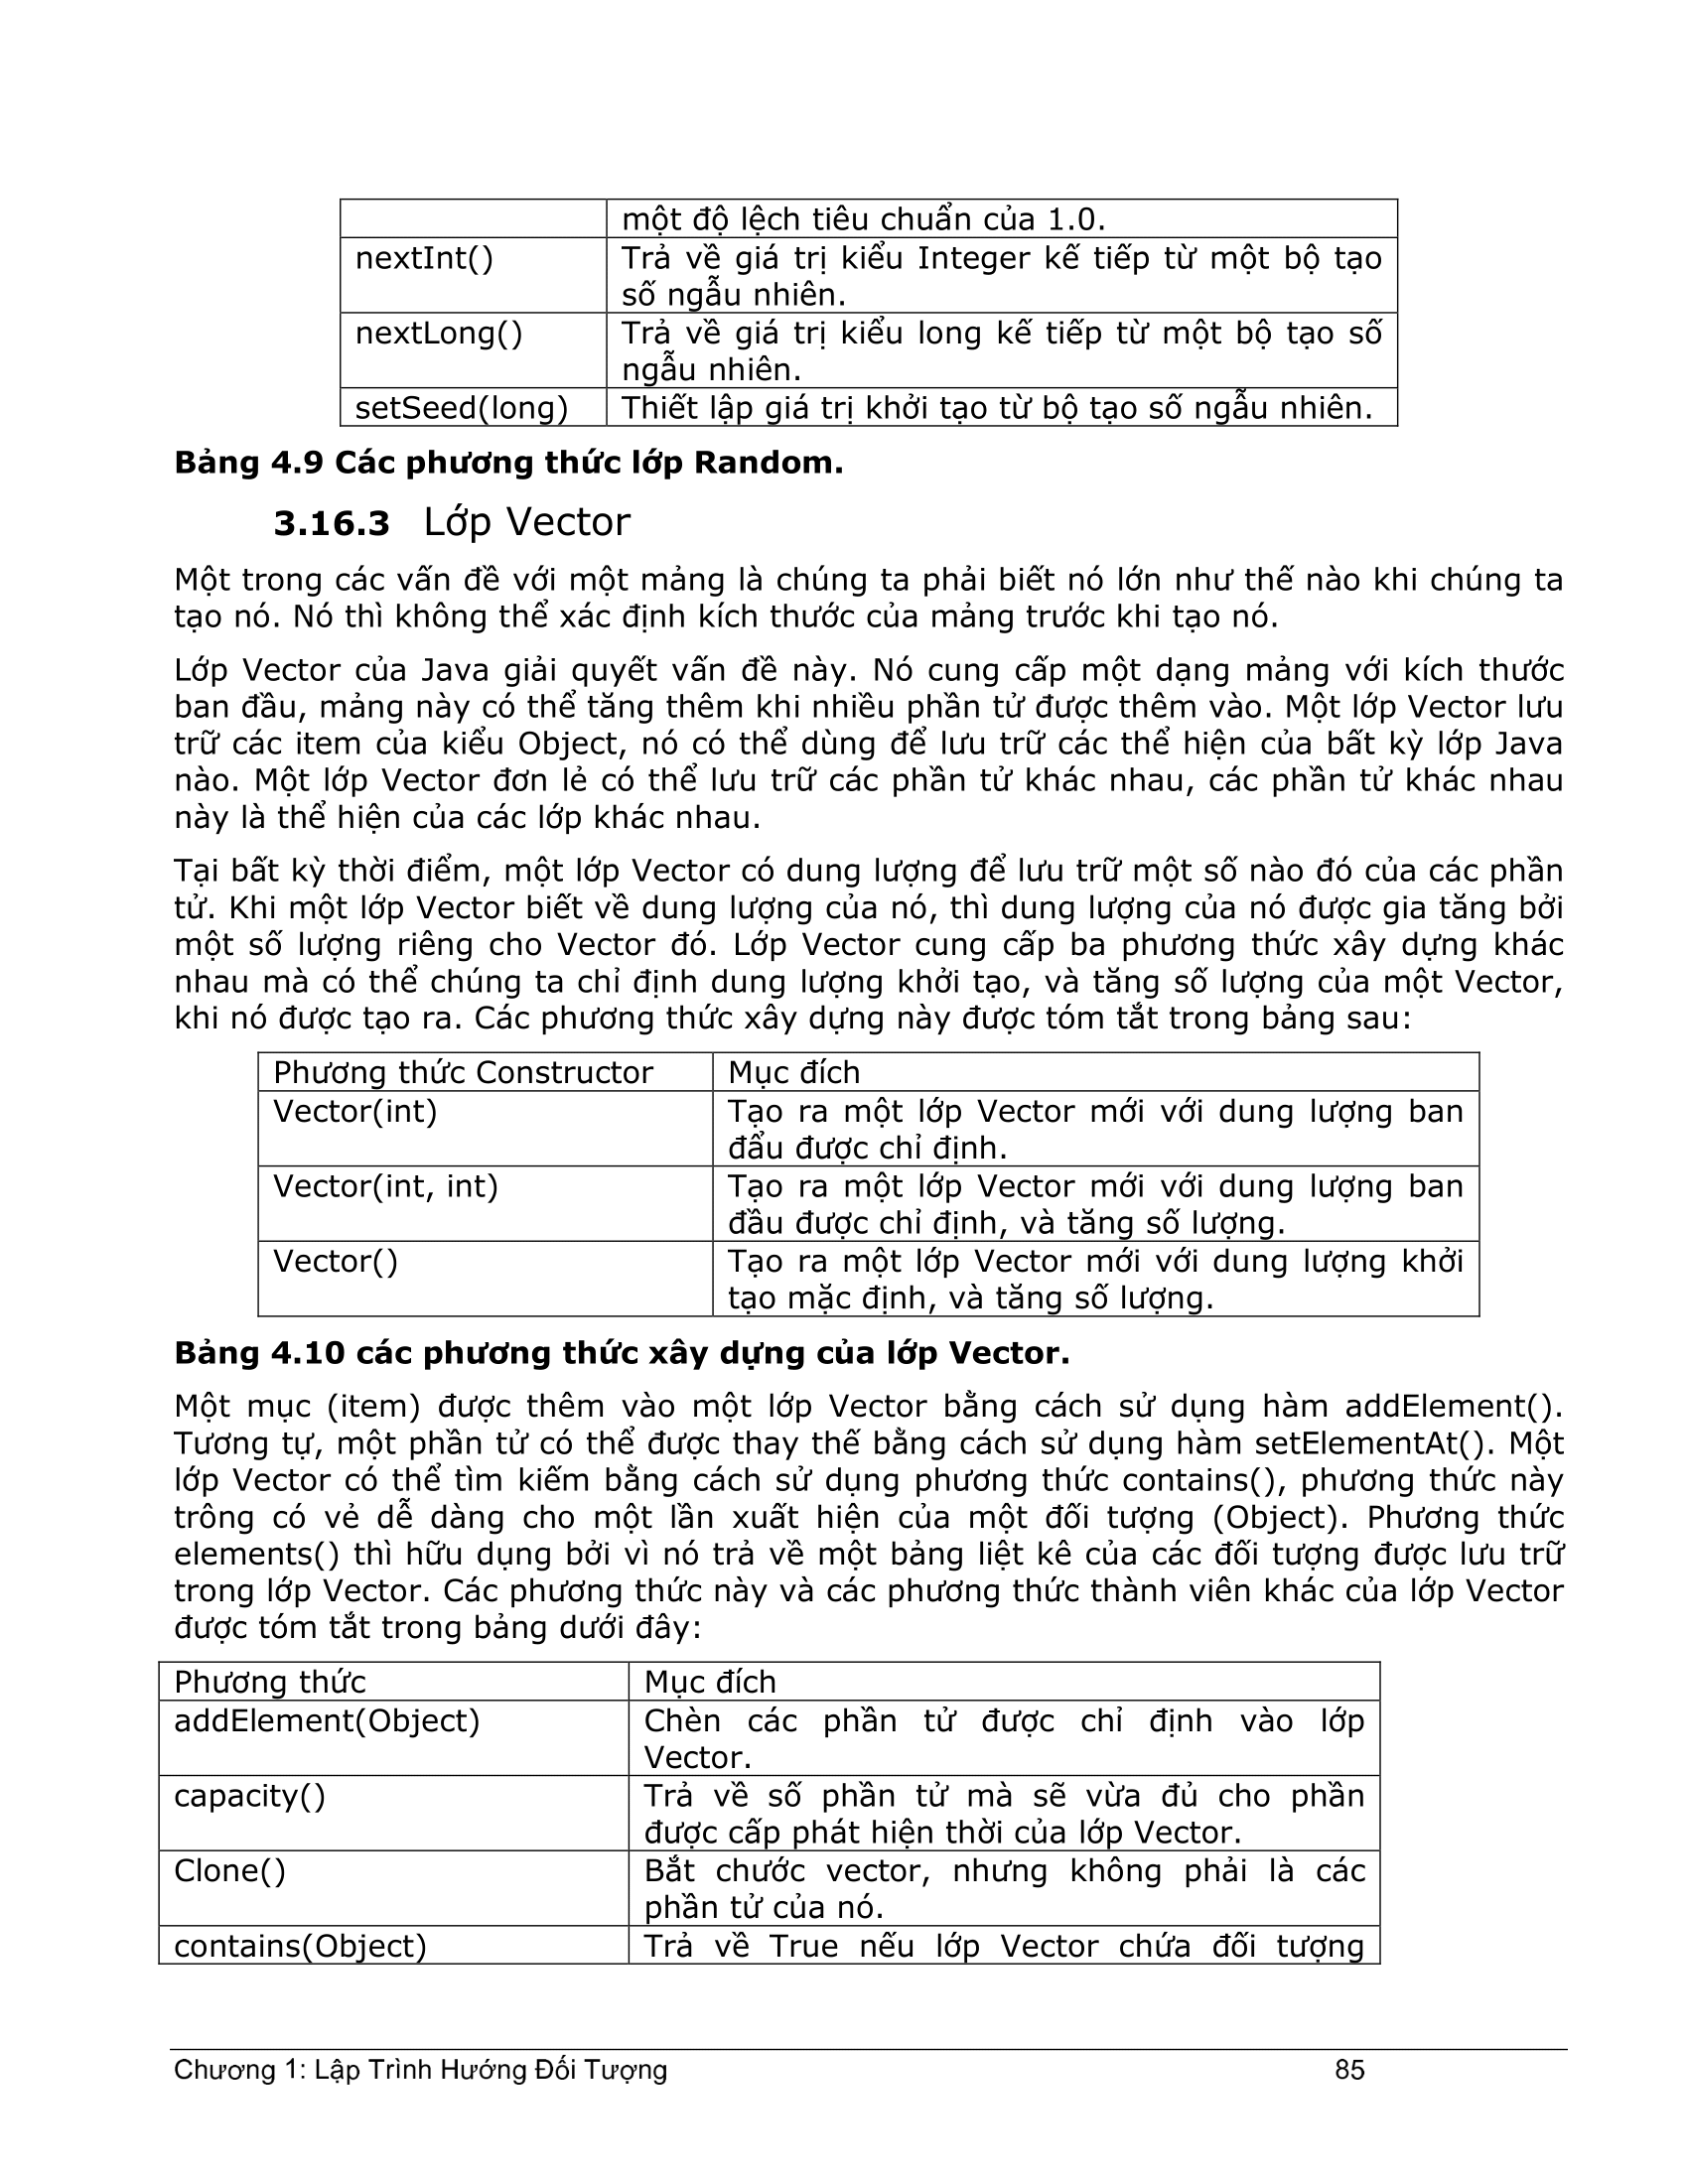 một độ lệch tiêu chuẩn của 1.0.
nextInt() Trả về giá trị kiểu Integer kế tiếp từ một bộ tạo
số ngẫu nhiên.
nextLong() Trả về giá trị kiểu long kế tiếp từ một bộ tạo số
ngẫu nhiên.
setSeed(long) Thiết lập giá trị khởi tạo từ bộ tạo số ngẫu nhiên.
Bảng 4.9 Các phương thức lớp Random.
3.16.3 Lớp Vector
Một trong các vấn đề với một mảng là chúng ta phải biết nó lớn như thế nào khi chúng ta
tạo nó. Nó thì không thể xác định kích thước của mảng trước khi tạo nó.
Lớp Vector của Java giải quyết vấn đề này. Nó cung cấp một dạng mảng với kích thước
ban đầu, mảng này có thể tăng thêm khi nhiều phần tử được thêm vào. Một lớp Vector lưu
trữ các item của kiểu Object, nó có thể dùng để lưu trữ các thể hiện của bất kỳ lớp Java
nào. Một lớp Vector đơn lẻ có thể lưu trữ các phần tử khác nhau, các phần tử khác nhau
này là thể hiện của các lớp khác nhau.
Tại bất kỳ thời điểm, một lớp Vector có dung lượng để lưu trữ một số nào đó của các phần
tử. Khi một lớp Vector biết về dung lượng của nó, thì dung lượng của nó được gia tăng bởi
một số lượng riêng cho Vector đó. Lớp Vector cung cấp ba phương thức xây dựng khác
nhau mà có thể chúng ta chỉ định dung lượng khởi tạo, và tăng số lượng của một Vector,
khi nó được tạo ra. Các phương thức xây dựng này được tóm tắt trong bảng sau:
Phương thức Constructor Mục đích
Vector(int) Tạo ra một lớp Vector mới với dung lượng ban
đẩu được chỉ định.
Vector(int, int) Tạo ra một lớp Vector mới với dung lượng ban
đầu được chỉ định, và tăng số lượng.
Vector() Tạo ra một lớp Vector mới với dung lượng khởi
tạo mặc định, và tăng số lượng.
Bảng 4.10 các phương thức xây dựng của lớp Vector.
Một mục (item) được thêm vào một lớp Vector bằng cách sử dụng hàm addElement().
Tương tự, một phần tử có thể được thay thế bằng cách sử dụng hàm setElementAt(). Một
lớp Vector có thể tìm kiếm bằng cách sử dụng phương thức contains(), phương thức này
trông có vẻ dễ dàng cho một lần xuất hiện của một đối tượng (Object). Phương thức
elements() thì hữu dụng bởi vì nó trả về một bảng liệt kê của các đối tượng được lưu trữ
trong lớp Vector. Các phương thức này và các phương thức thành viên khác của lớp Vector
được tóm tắt trong bảng dưới đây:
Phương thức Mục đích
addElement(Object) Chèn các phần tử được chỉ định vào lớp
Vector.
capacity() Trả về số phần tử mà sẽ vừa đủ cho phần
được cấp phát hiện thời của lớp Vector.
Clone() Bắt chước vector, nhưng không phải là các
phần tử của nó.
contains(Object) Trả về True nếu lớp Vector chứa đối tượng
Chương 1: Lập Trình Hướng Đối Tượng 85